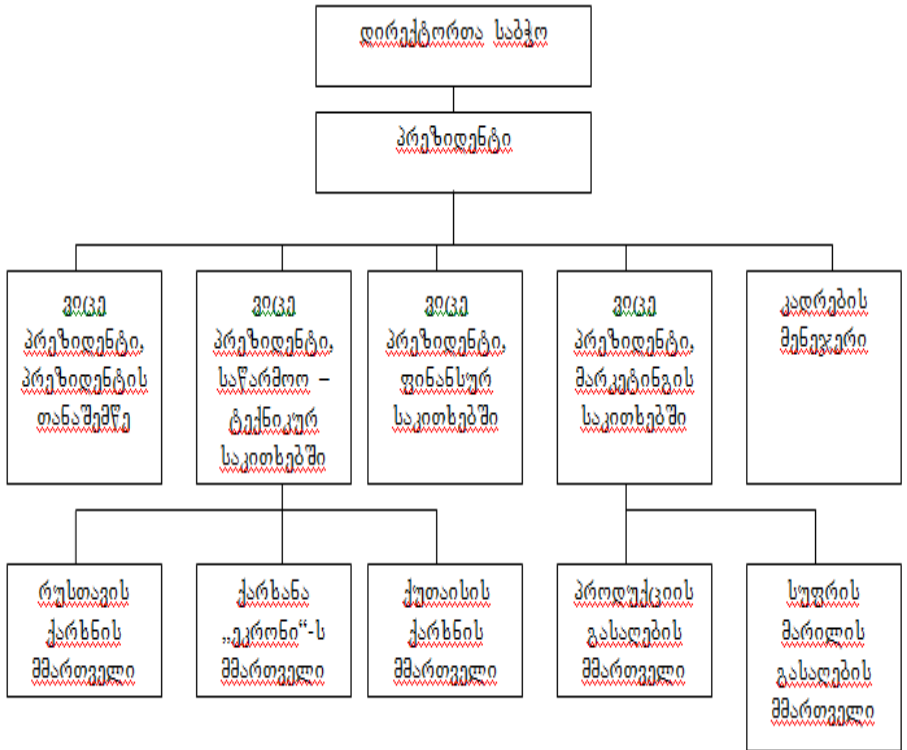 დირექტორთა საბჭო
პრეზიდენტი
ვიცე
პრეზიდენტი,
პრეზიდენტის
თანაშემწე
ვიცე
პრეზიდენტი,
საწარმოო –
ტექნიკურ
საკითხებში
ვიცე
პრეზიდენტი,
ფინანსურ
საკითხებში
ვიცე
პრეზიდენტი,
მარკეტინგის
საკითხებში
კადრების
მენეჯერი
რუსთავის
ქარხნის
მმართველი
ქარხანა
„ეკრონი“-ს
მმართველი
ქუთაისის
ქარხნის
მმართველი
პროდუქციის
გასაღების
მმართველი
სუფრის
მარილის
გასაღების
მმართველი